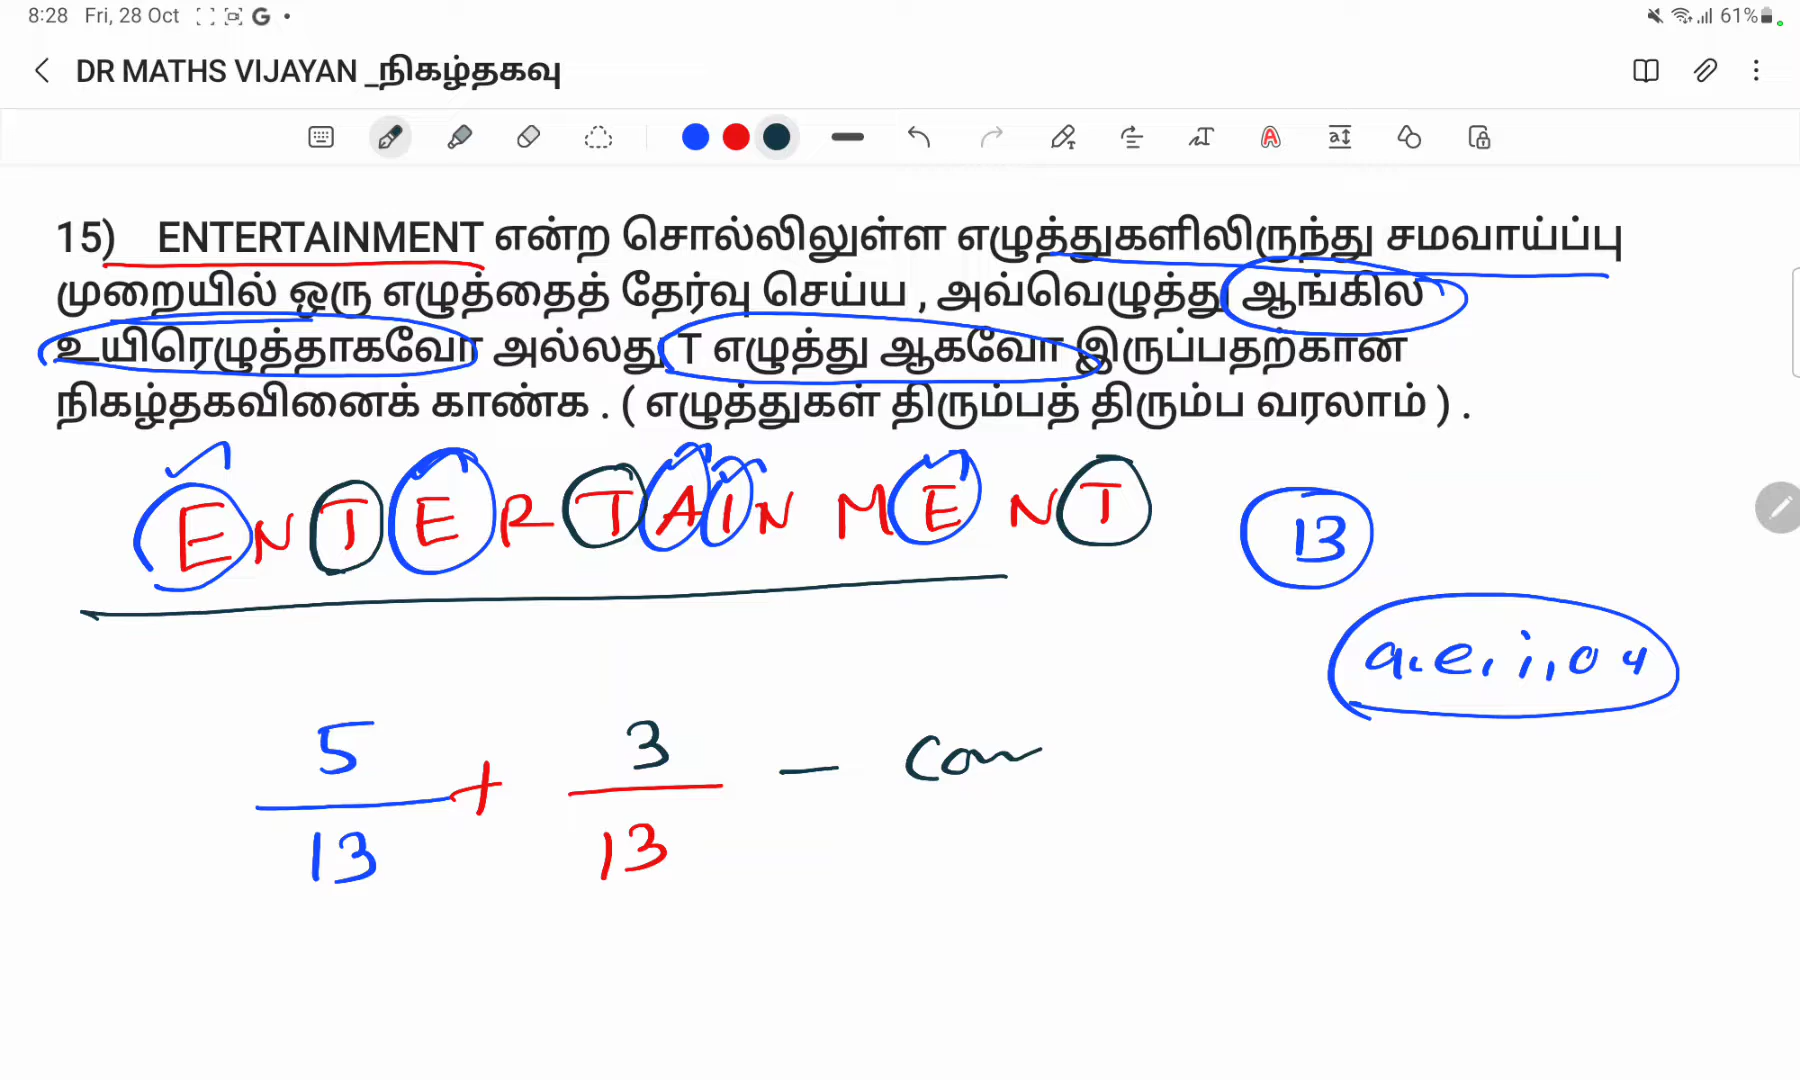 8:28 Fri, 28 Oct G 61%
DR MATHS VIJAYAN _நிகழ்தகவு
15) ENTERTAINMENT என்ற சொல்லிலுள்ள எழுத்துகளிலிருந்து சமவாய்ப்பு
முறையில் ஒரு எழுத்தைத் தேர்வு செய்ய , அவ்வெழுத்து ஆங்கில
உயிரெழுத்தாகவோ அல்லது T எழுத்து ஆகவோ இருப்பதற்கான
நிகழ்தகவினைக் காண்க . ( எழுத்துகள் திரும்பத் திரும்ப வரலாம் ) .
ENTERTAINMENT 13
a, e, i, o u
5/13 + 3/13 - com